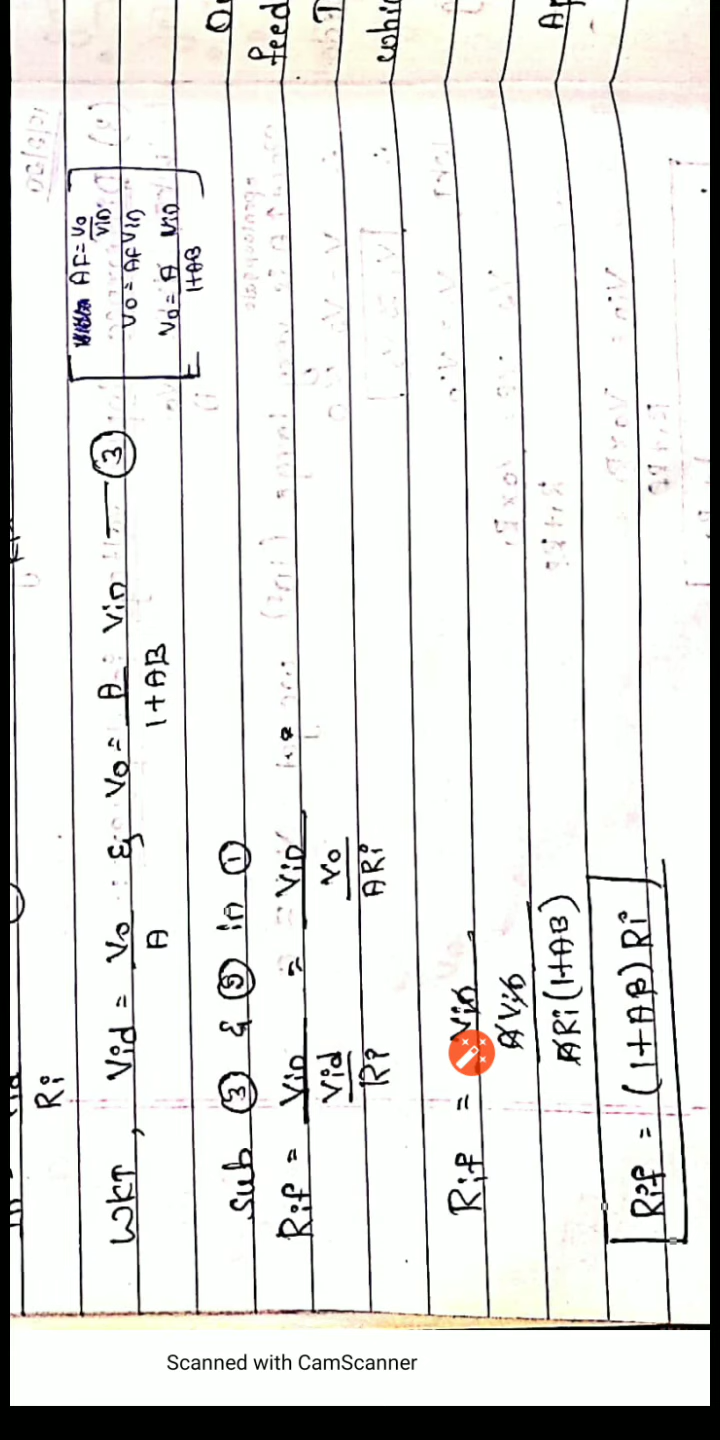 Ri
WKT, Vid = Vo/A & Vo = A/1+AB Vin — ③
[AF = Vo/Vin
Vo = AF Vin
Vo = A/1+AB Vin]
Sub ③ & ② in ①
Rif = Vin/(Vid/Ri) = Vin/(Vo/ARi)
Rif = Vin/(AVin/ARi(1+AB))
Rif = (1+AB) Ri
feed
Scanned with CamScanner